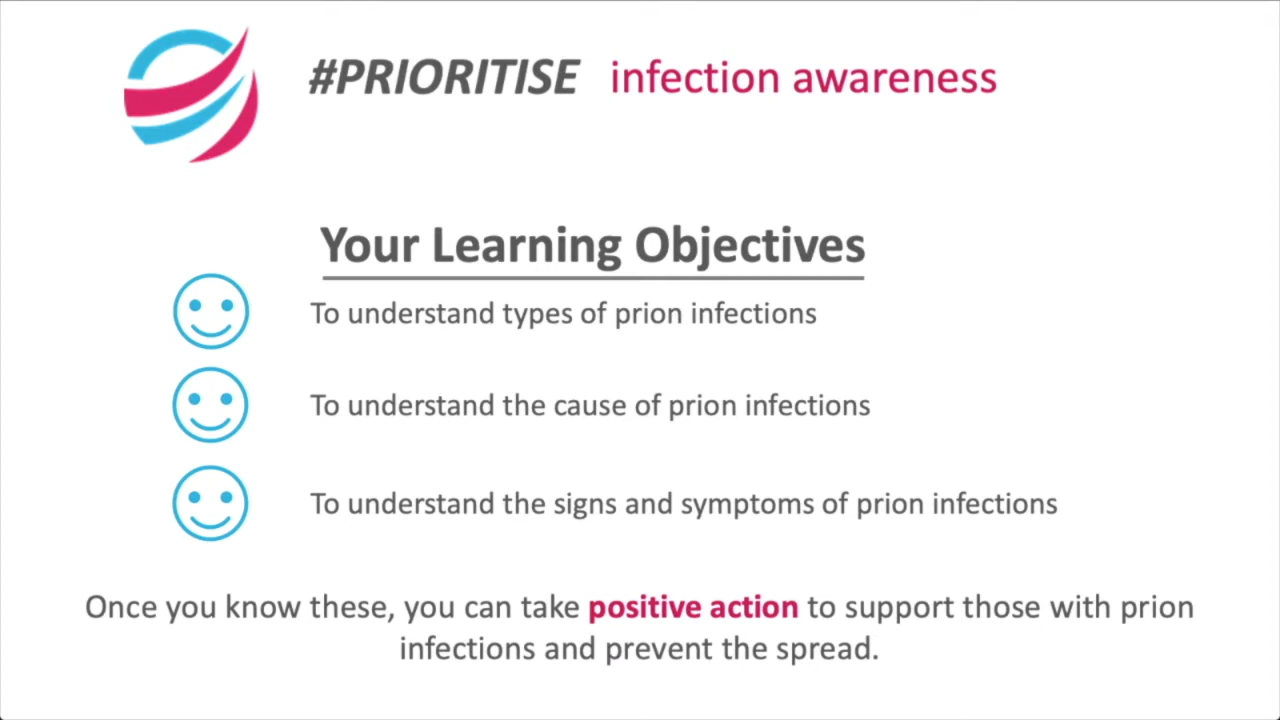 #PRIORITISE infection awareness
Your Learning Objectives
To understand types of prion infections
To understand the cause of prion infections
To understand the signs and symptoms of prion infections
Once you know these, you can take positive action to support those with prion
infections and prevent the spread.